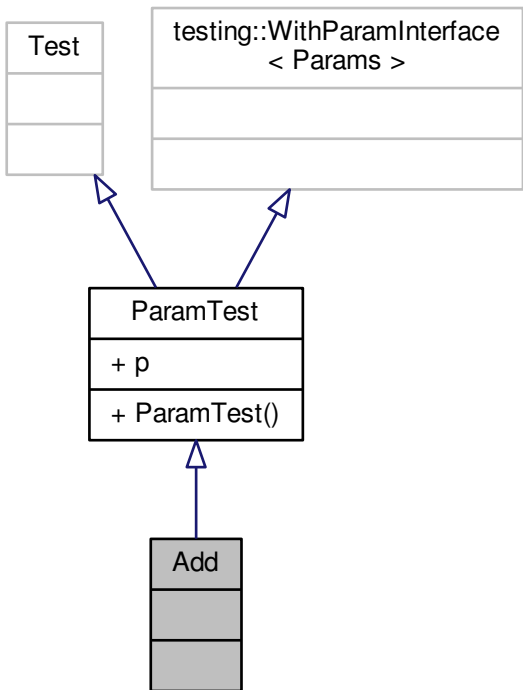 Test
testing::WithParamInterface
< Params >
ParamTest
+ p
+ ParamTest()
Add